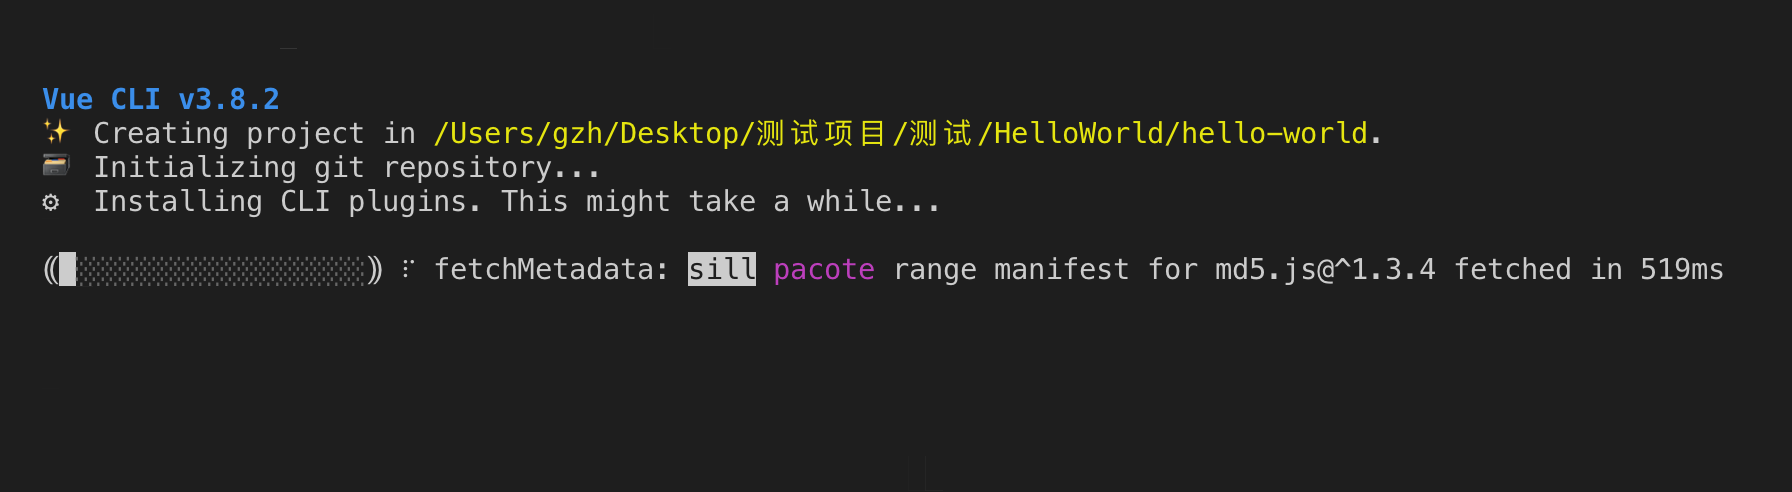 Vue CLI v3.8.2
✨ Creating project in /Users/gzh/Desktop/测试项目/测试/HelloWorld/hello-world.
🗃 Initializing git repository...
⚙ Installing CLI plugins. This might take a while...
⸨█░░░░░░░░░░░░░░░░░⸩ ⠋ fetchMetadata: sill pacote range manifest for md5.js@^1.3.4 fetched in 519ms